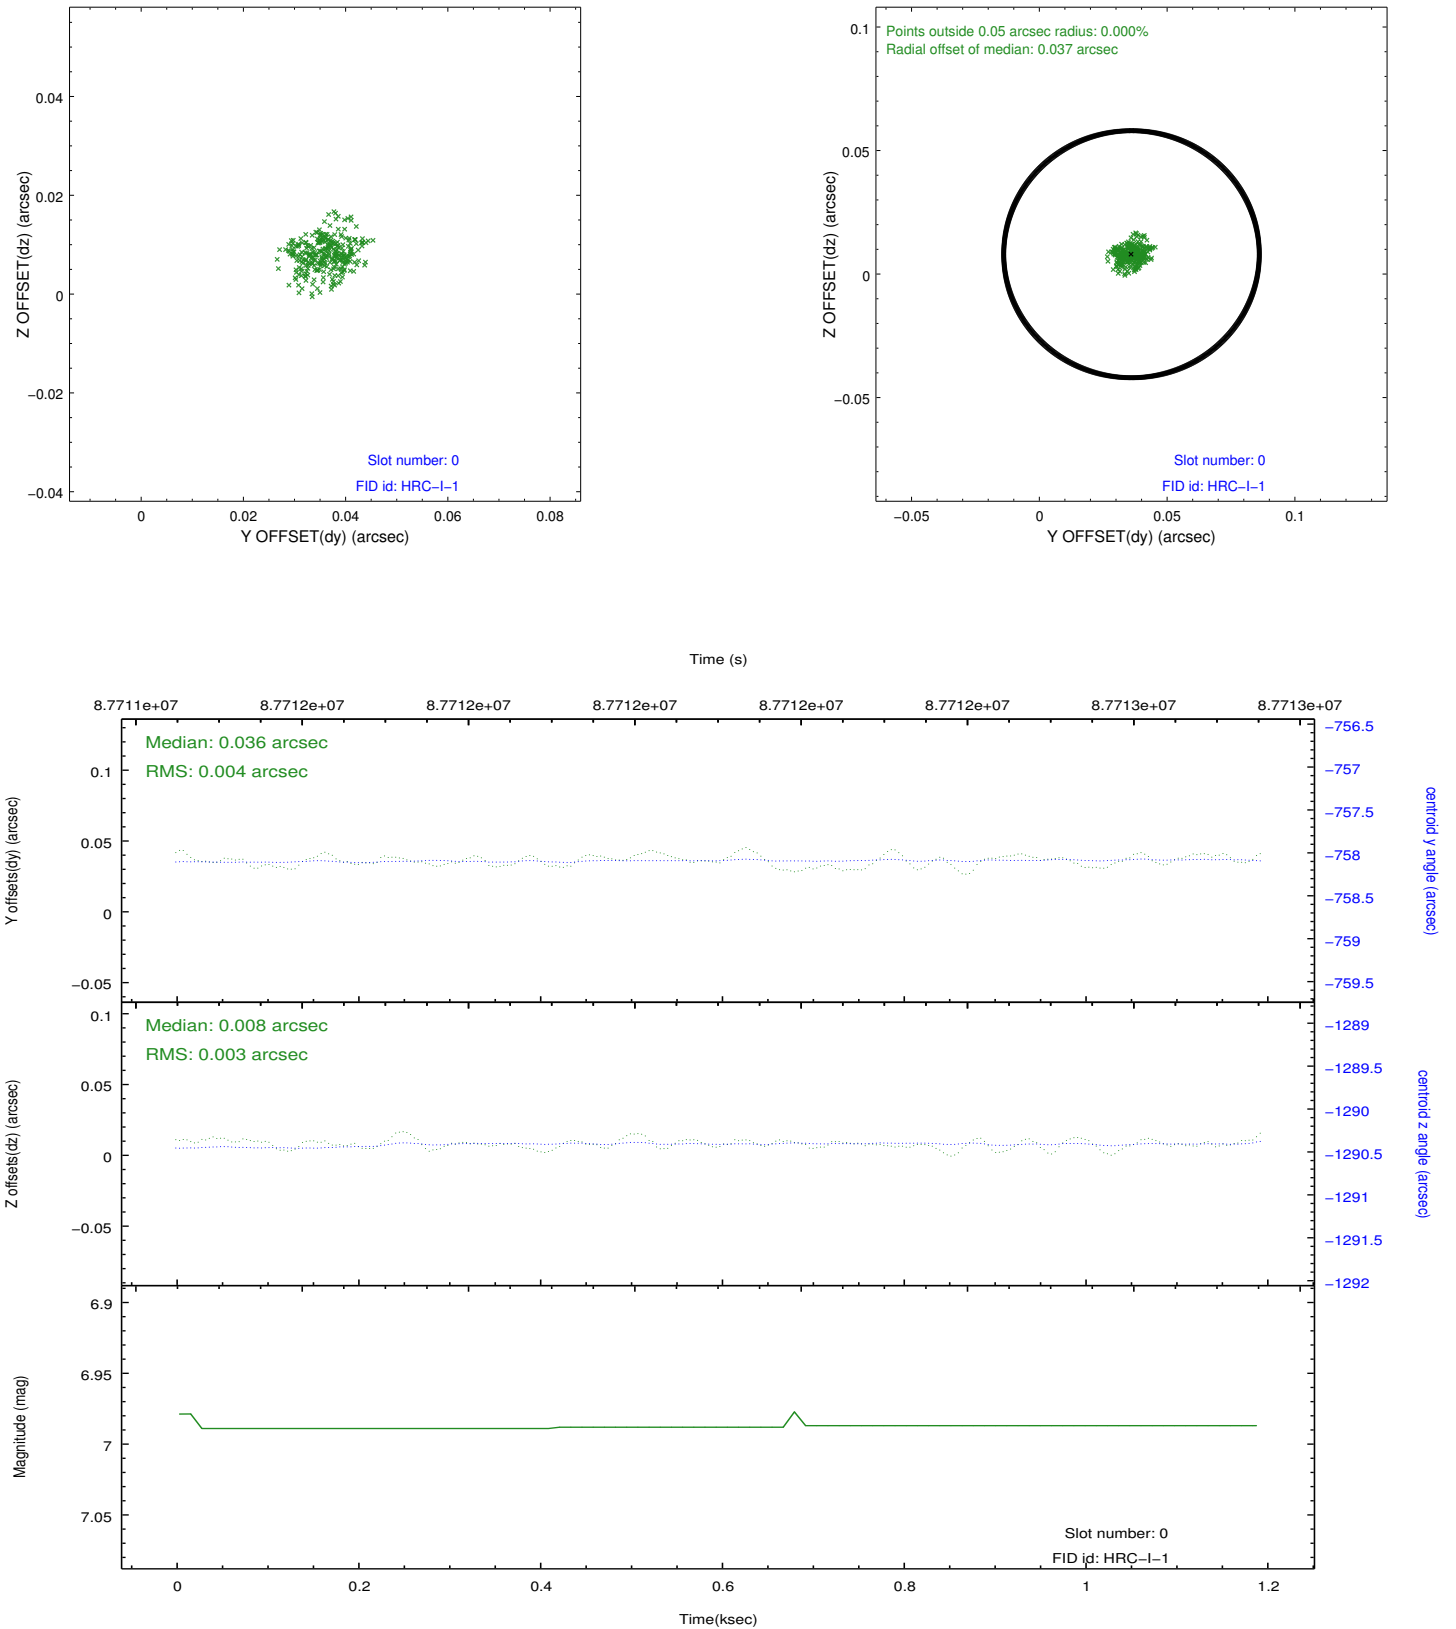 0.04
0.02
0
−0.02
−0.04
Z OFFSET(dz) (arcsec)
Slot number: 0
FID id: HRC−I−1
0
0.02
0.04
0.06
0.08
Y OFFSET(dy) (arcsec)
Points outside 0.05 arcsec radius: 0.000%
Radial offset of median: 0.037 arcsec
0.1
0.05
0
−0.05
Z OFFSET(dz) (arcsec)
Slot number: 0
FID id: HRC−I−1
−0.05
0
0.05
0.1
Y OFFSET(dy) (arcsec)
Time (s)
8.7711e+07
8.7712e+07
8.7712e+07
8.7712e+07
8.7712e+07
8.7712e+07
8.7713e+07
8.7713e+07
Median: 0.036 arcsec
RMS: 0.004 arcsec
0.1
0.05
0
−0.05
Y offsets(dy) (arcsec)
−756.5
−757
−757.5
−758
−758.5
−759
−759.5
centroid y angle (arcsec)
Median: 0.008 arcsec
RMS: 0.003 arcsec
0.1
0.05
0
−0.05
Z offsets(dz) (arcsec)
−1289
−1289.5
−1290
−1290.5
−1291
−1291.5
−1292
centroid z angle (arcsec)
6.9
6.95
7
7.05
Magnitude (mag)
Slot number: 0
FID id: HRC−I−1
0
0.2
0.4
0.6
0.8
1
1.2
Time(ksec)